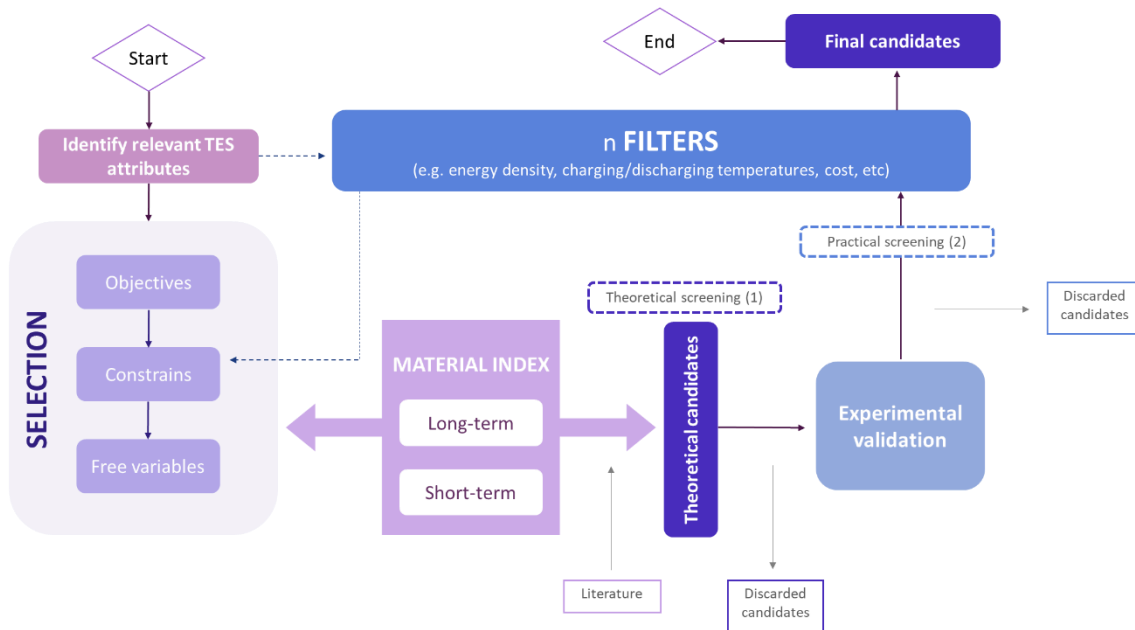 Start
End
Final candidates
Identify relevant TES
attributes
n FILTERS
(e.g. energy density, charging/discharging temperatures, cost, etc)
Practical screening (2)
SELECTION
Objectives
Constrains
Free variables
MATERIAL INDEX
Long-term
Short-term
Theoretical screening (1)
Theoretical candidates
Experimental
validation
Discarded
candidates
Literature
Discarded
candidates